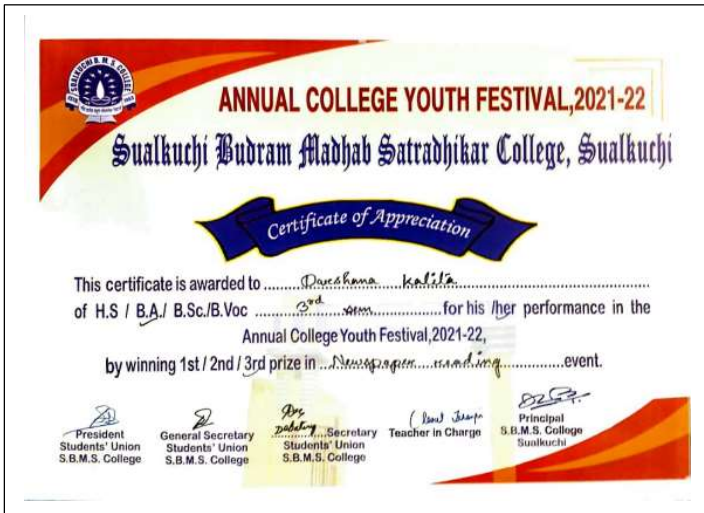 SUALKUCHI B.M.S. COLLEGE
ANNUAL COLLEGE YOUTH FESTIVAL,2021-22
Sualkuchi Budram Madhab Satradhikar College, Sualkuchi
Certificate of Appreciation
This certificate is awarded to ......Darshana Kalita......
of H.S / B.A./ B.Sc./B.Voc ......3rd sem......for his /her performance in the
Annual College Youth Festival,2021-22,
by winning 1st / 2nd / 3rd prize in ...Newspaper reading......event.
President
Students' Union
S.B.M.S. College
General Secretary
Students' Union
S.B.M.S. College
Debating Secretary
Students' Union
S.B.M.S. College
Teacher in Charge
Principal
S.B.M.S. College
Sualkuchi